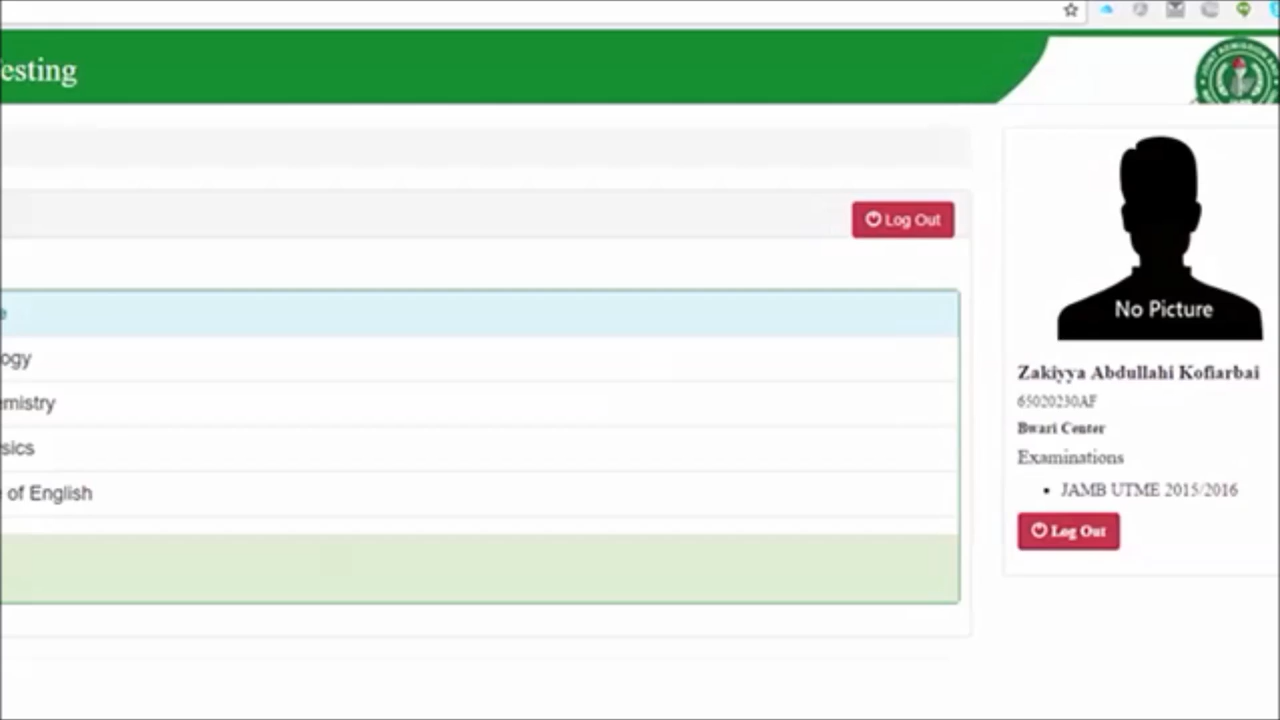 esting
Log Out
e
ogy
emistry
sics
e of English
No Picture
Zakiyya Abdullahi Kofiarbai
65020230AF
Bwari Center
Examinations
• JAMB UTME 2015/2016
Log Out